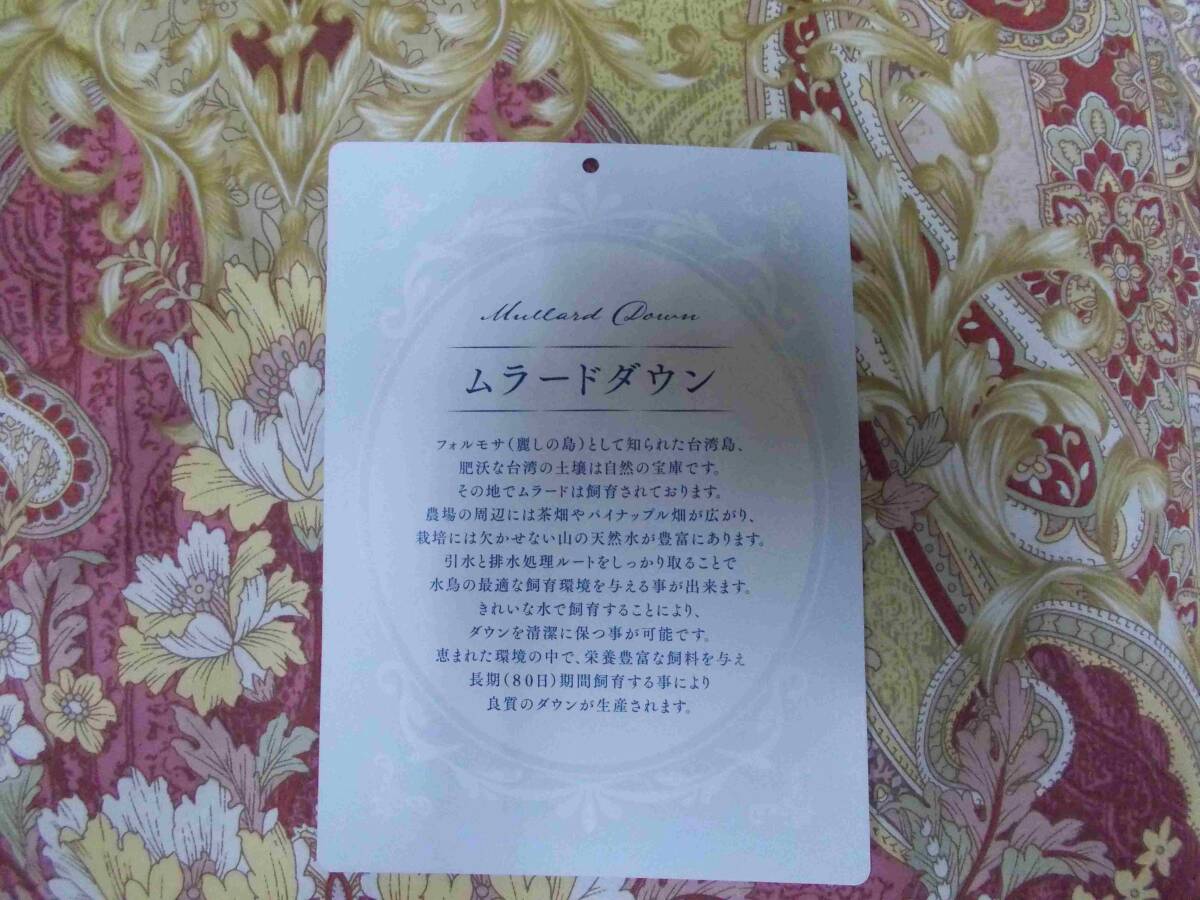 Mullard Down
ムラードダウン
フォルモサ(麗しの島)として知られた台湾島、
肥沃な台湾の土壌は自然の宝庫です。
その地でムラードは飼育されております。
農場の周辺には茶畑やパイナップル畑が広がり、
栽培には欠かせない山の天然水が豊富にあります。
引水と排水処理ルートをしっかり取ることで
水鳥の最適な飼育環境を与える事が出来ます。
きれいな水で飼育することにより、
ダウンを清潔に保つ事が可能です。
恵まれた環境の中で、栄養豊富な飼料を与え
長期(80日)期間飼育する事により
良質のダウンが生産されます。